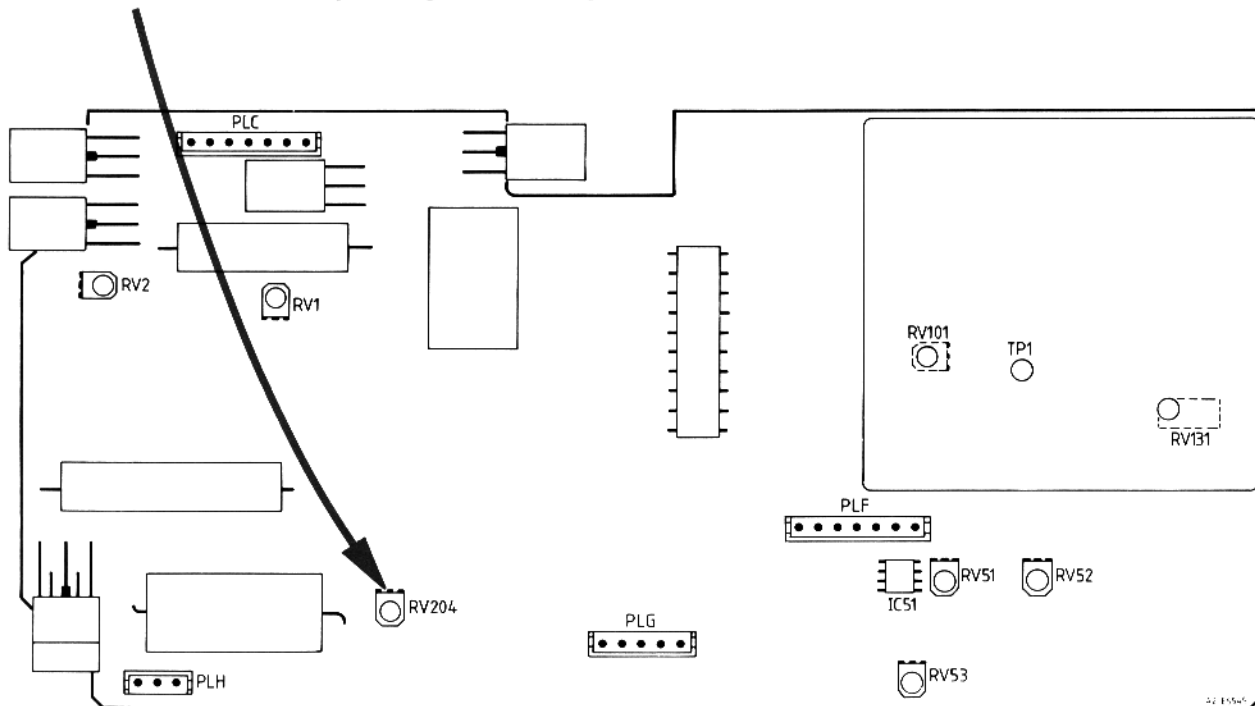 PLC
RV2
RV1
RV101
TP1
RV131
PLF
RV51
RV52
IC51
RV204
PLG
PLH
RV53